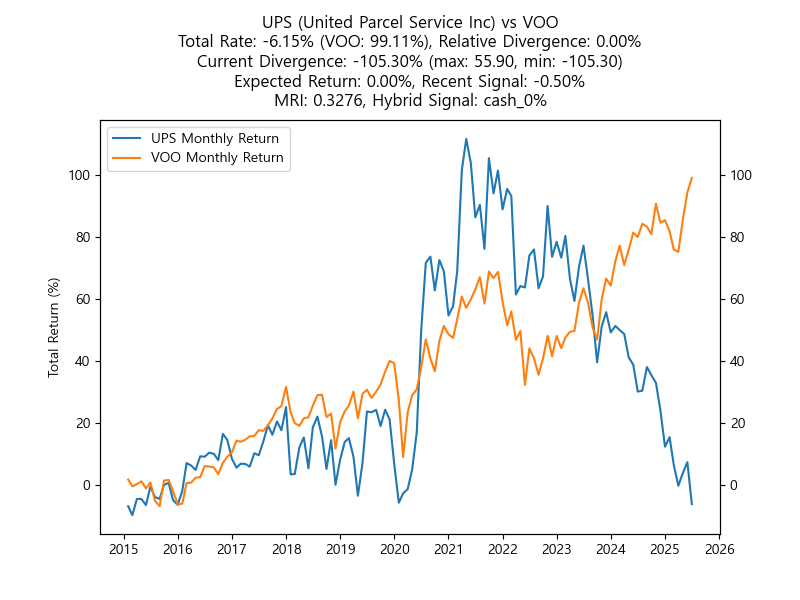 UPS (United Parcel Service Inc) vs VOO
Total Rate: -6.15% (VOO: 99.11%), Relative Divergence: 0.00%
Current Divergence: -105.30% (max: 55.90, min: -105.30)
Expected Return: 0.00%, Recent Signal: -0.50%
MRI: 0.3276, Hybrid Signal: cash_0%
UPS Monthly Return
VOO Monthly Return
Total Return (%)
100 100
80 80
60 60
40 40
20 20
0 0
2015 2016 2017 2018 2019 2020 2021 2022 2023 2024 2025 2026